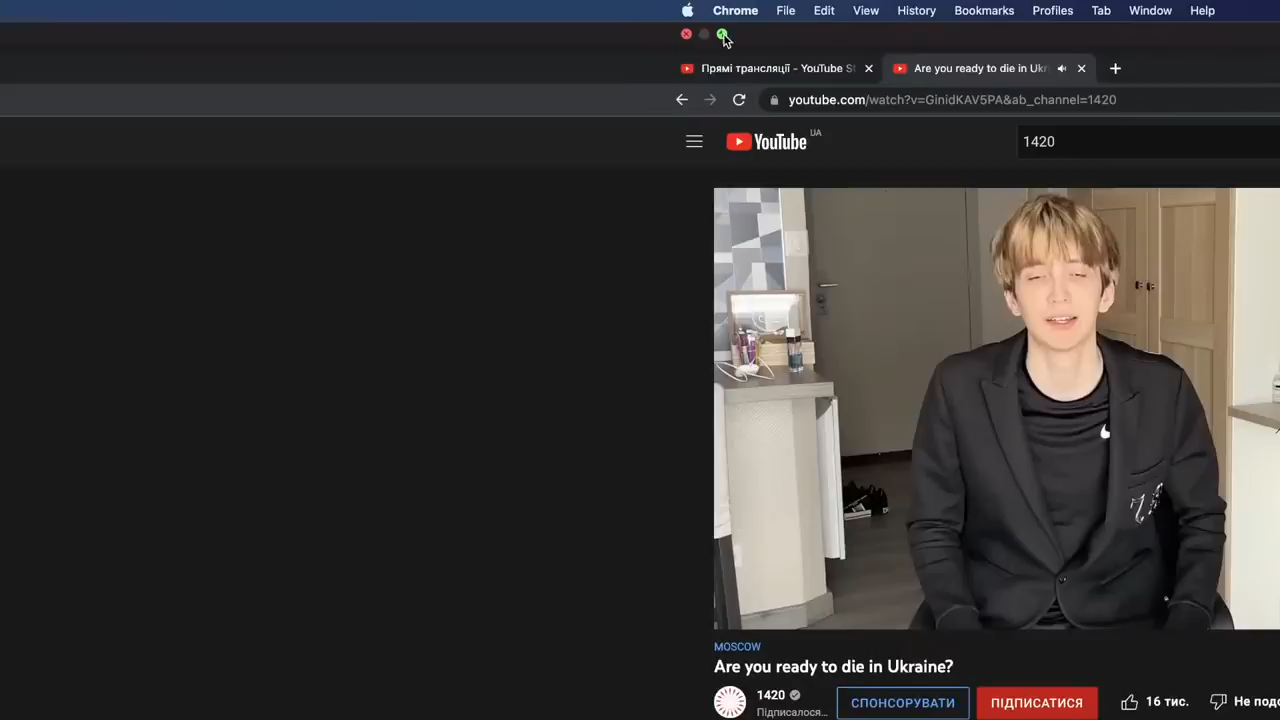 Chrome File Edit View History Bookmarks Profiles Tab Window Help
Прямі трансляції - YouTube St
Are you ready to die in Ukr
youtube.com/watch?v=GinidKAV5PA&ab_channel=1420
YouTube UA
1420
MOSCOW
Are you ready to die in Ukraine?
1420
Підписалося...
СПОНСОРУВАТИ
ПІДПИСАТИСЯ
16 тис.
Не подо